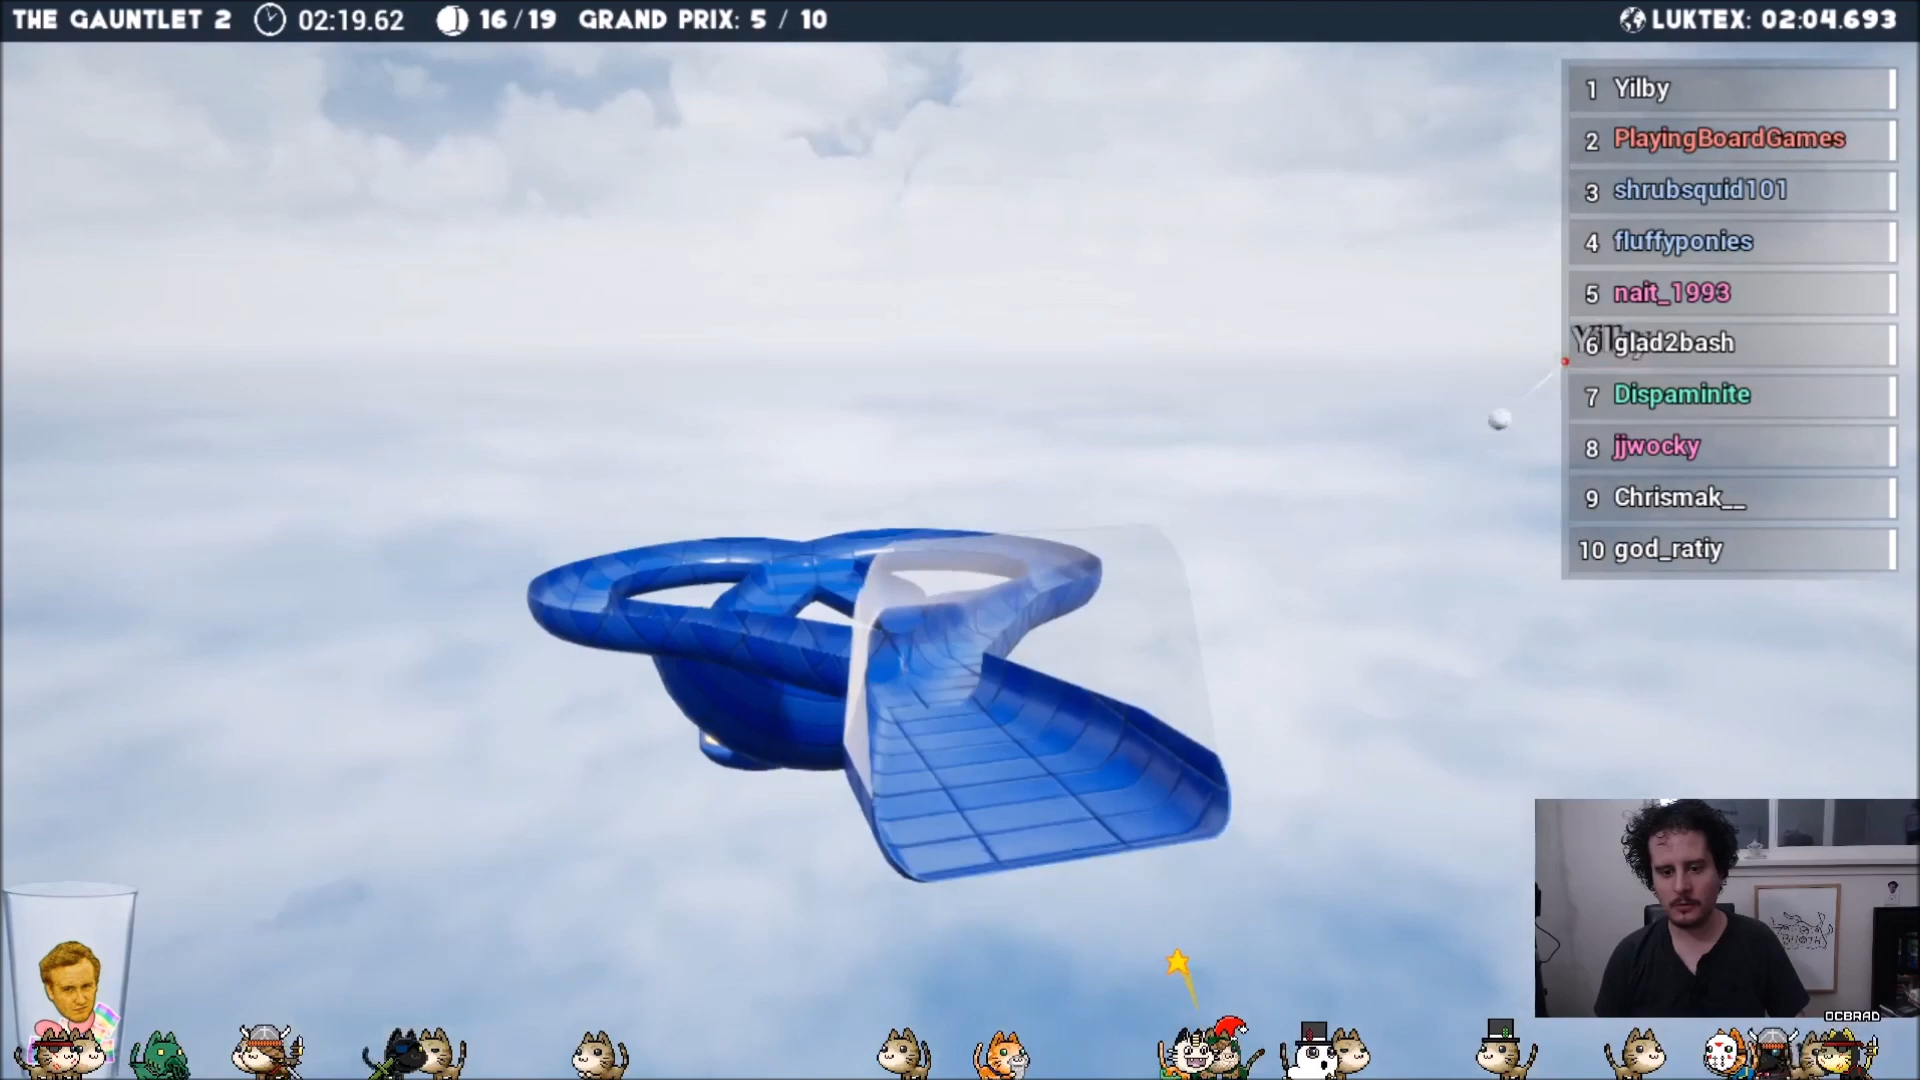 THE GAUNTLET 2 02:19.62 16/19 GRAND PRIX: 5 / 10 LUKTEX: 02:04.693
1 Yilby
2 PlayingBoardGames
3 shrubsquid101
4 fluffyponies
5 nait_1993
6 glad2bash
7 Dispaminite
8 jjwocky
9 Chrismak__
10 god_ratiy
OCBRAD